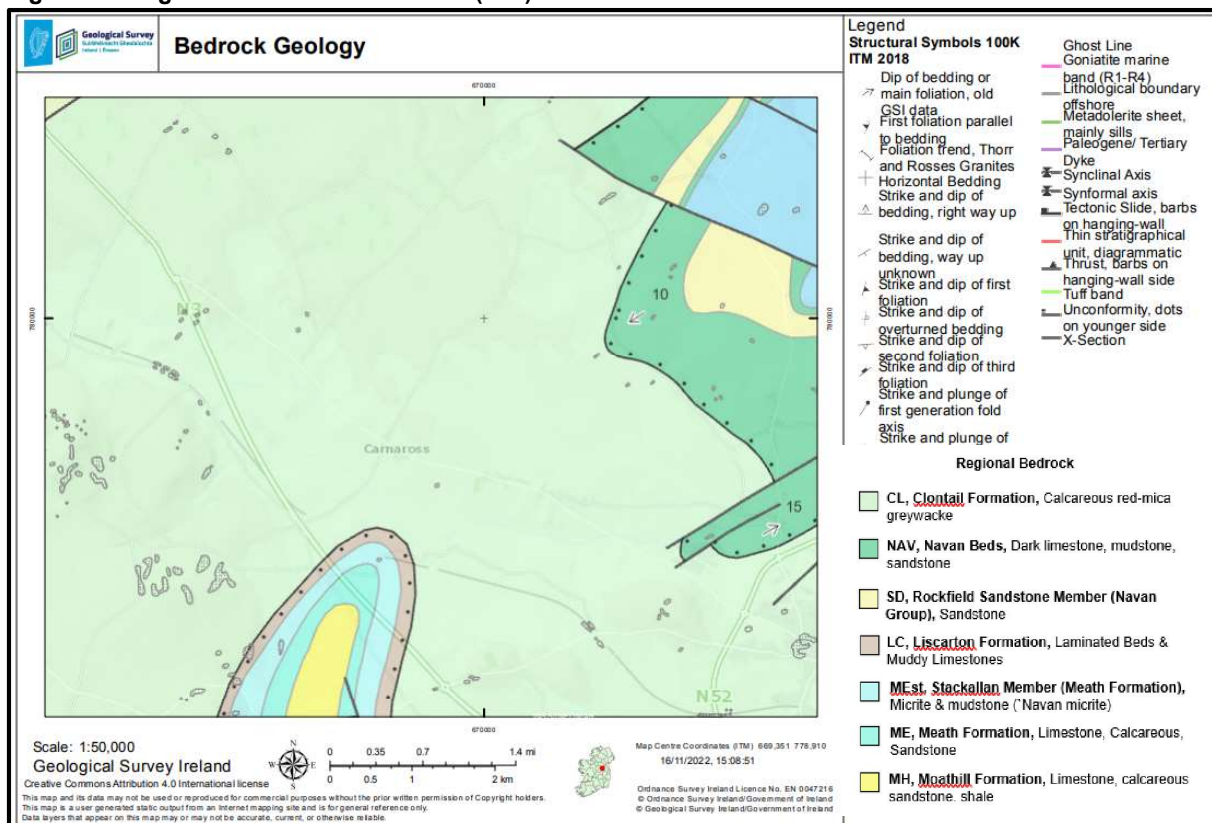 Geological Survey
Suirbhéireacht Gheolaíochta
Ireland | Éireann
Bedrock Geology
670000
780000
780000
N3
10
Carnaross
15
N52
670000
Scale: 1:50,000
Geological Survey Ireland
Creative Commons Attribution 4.0 International license
This map and its data may not be used or reproduced for commercial purposes without the prior written permission of Copyright holders.
This map is a user generated static output from an Internet mapping site and is for general reference only.
Data layers that appear on this map may or may not be accurate, current, or otherwise reliable.
N
W E
S
0 0.35 0.7 1.4 mi
0 0.5 1 2 km
Map Centre Coordinates (ITM) 669,351 778,910
16/11/2022, 15:08:51
Ordnance Survey Ireland Licence No. EN 0047216
© Ordnance Survey Ireland/Government of Ireland
© Geological Survey Ireland/Government of Ireland
Legend
Structural Symbols 100K
ITM 2018
Dip of bedding or
main foliation, old
GSI data
First foliation parallel
to bedding
Foliation trend, Thorr
and Rosses Granites
Horizontal Bedding
Strike and dip of
bedding, right way up
Strike and dip of
bedding, way up
unknown
Strike and dip of first
foliation
Strike and dip of
overturned bedding
Strike and dip of
second foliation
Strike and dip of third
foliation
Strike and plunge of
first generation fold
axis
Strike and plunge of
Ghost Line
Goniatite marine
band (R1-R4)
Lithological boundary
offshore
Metadolerite sheet,
mainly sills
Paleogene/ Tertiary
Dyke
Synclinal Axis
Synformal axis
Tectonic Slide, barbs
on hanging-wall
Thin stratigraphical
unit, diagrammatic
Thrust, barbs on
hanging-wall side
Tuff band
Unconformity, dots
on younger side
X-Section
Regional Bedrock
CL, Clontail Formation, Calcareous red-mica
greywacke
NAV, Navan Beds, Dark limestone, mudstone,
sandstone
SD, Rockfield Sandstone Member (Navan
Group), Sandstone
LC, Liscarton Formation, Laminated Beds &
Muddy Limestones
MEst, Stackallan Member (Meath Formation),
Micrite & mudstone (`Navan micrite)
ME, Meath Formation, Limestone, Calcareous,
Sandstone
MH, Moathill Formation, Limestone, calcareous
sandstone, shale